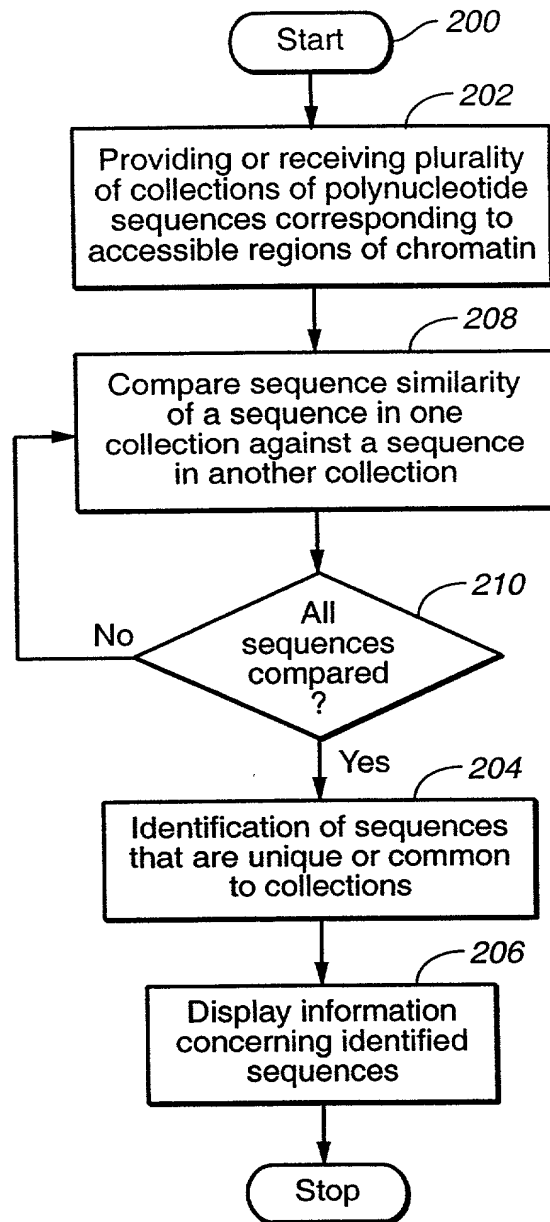 Start
200
202
Providing or receiving plurality
of collections of polynucleotide
sequences corresponding to
accessible regions of chromatin
208
Compare sequence similarity
of a sequence in one
collection against a sequence
in another collection
210
All
sequences
compared
?
No
Yes
204
Identification of sequences
that are unique or common
to collections
206
Display information
concerning identified
sequences
Stop